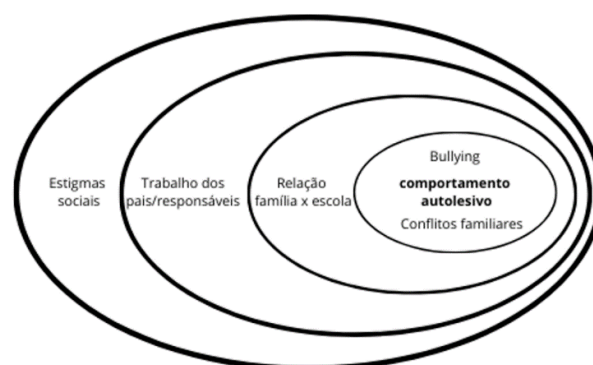 Estigmas
sociais
Trabalho dos
pais/responsáveis
Relação
família x escola
Bullying
comportamento
autolesivo
Conflitos familiares